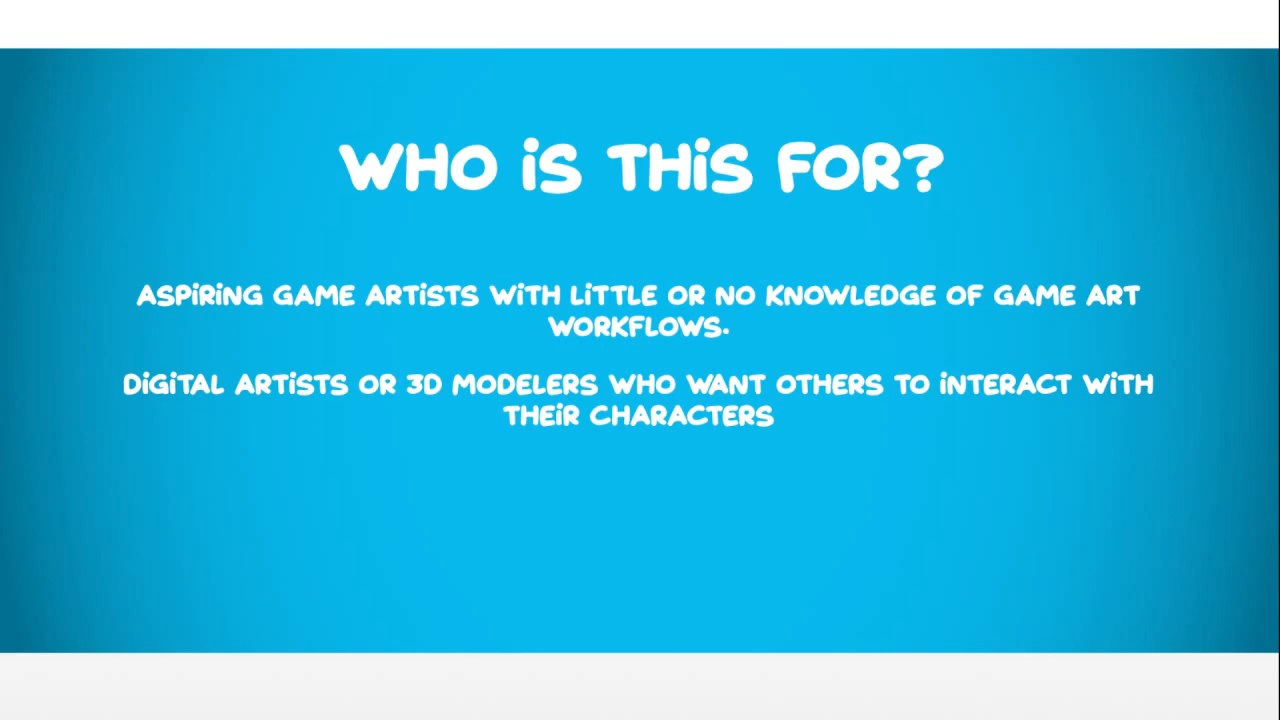 WHO iS THiS FOR?
ASPiRiNG GAME ARTiSTS WiTH LiTTLE OR NO KNOWLEDGE OF GAME ART
WORKFLOWS.
DiGiTAL ARTiSTS OR 3D MODELERS WHO WANT OTHERS TO iNTERACT WiTH
THEiR CHARACTERS